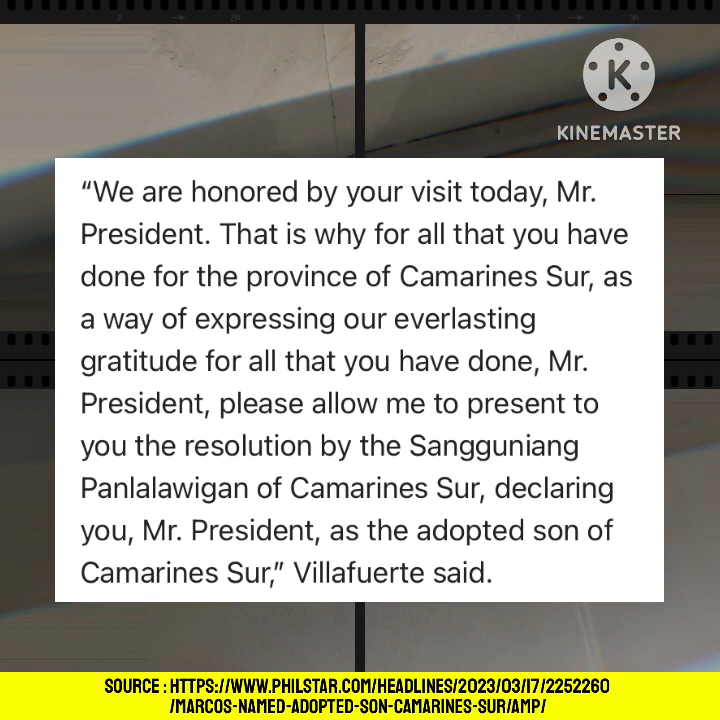 K
KINEMASTER
“We are honored by your visit today, Mr.
President. That is why for all that you have
done for the province of Camarines Sur, as
a way of expressing our everlasting
gratitude for all that you have done, Mr.
President, please allow me to present to
you the resolution by the Sangguniang
Panlalawigan of Camarines Sur, declaring
you, Mr. President, as the adopted son of
Camarines Sur,” Villafuerte said.
SOURCE : HTTPS://WWW.PHILSTAR.COM/HEADLINES/2023/03/17/2252260
/MARCOS-NAMED-ADOPTED-SON-CAMARINES-SUR/AMP/